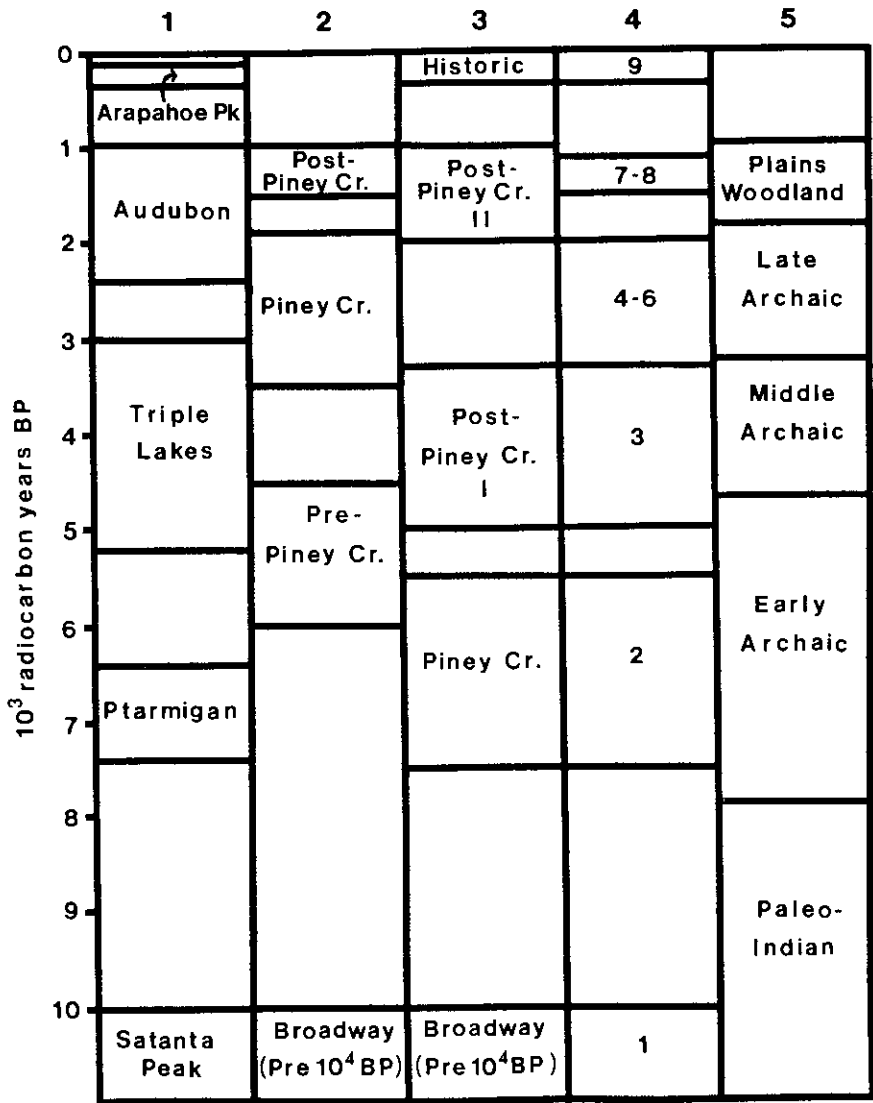 1 2 3 4 5
0
Historic 9
Arapahoe Pk
1
Post-
Piney Cr.
Post-
Piney Cr.
II
7-8
Plains
Woodland
Audubon
2
Piney Cr.
4-6
Late
Archaic
3
Triple
Lakes
Post-
Piney Cr.
I
3
Middle
Archaic
4
5
Pre-
Piney Cr.
Early
Archaic
6
Piney Cr.
2
Ptarmigan
7
8
9
Paleo-
Indian
10
Satanta
Peak
Broadway
(Pre 10⁴ BP)
Broadway
(Pre 10⁴ BP)
1
10³ radiocarbon years BP